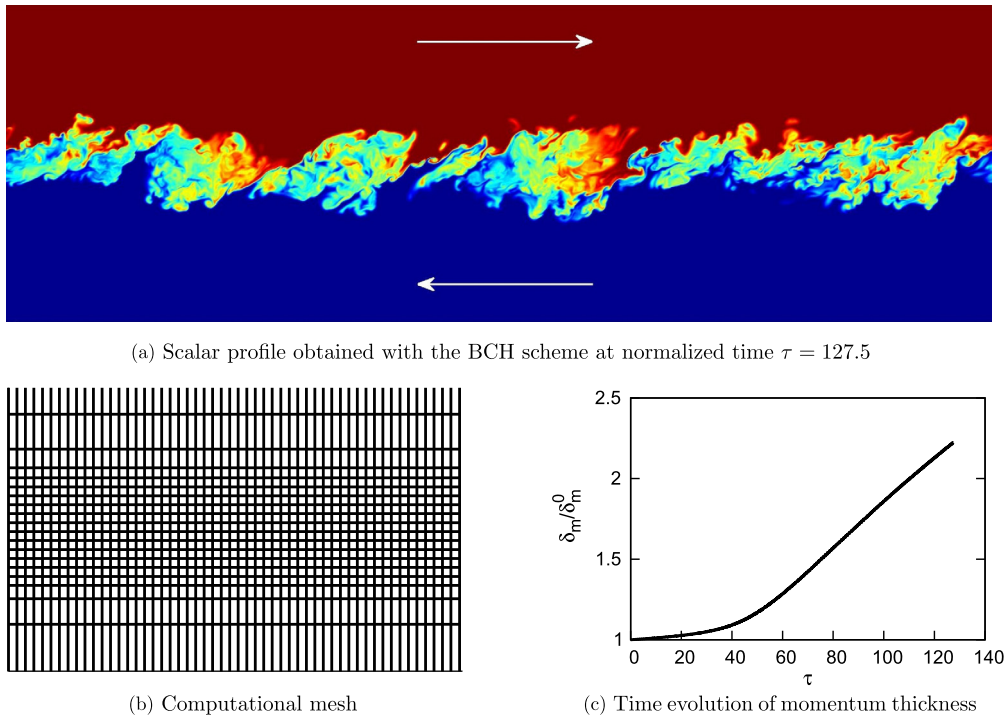 (a) Scalar profile obtained with the BCH scheme at normalized time τ = 127.5
2.5
2
1.5
1
δm/δm0
0 20 40 60 80 100 120 140
τ
(b) Computational mesh
(c) Time evolution of momentum thickness